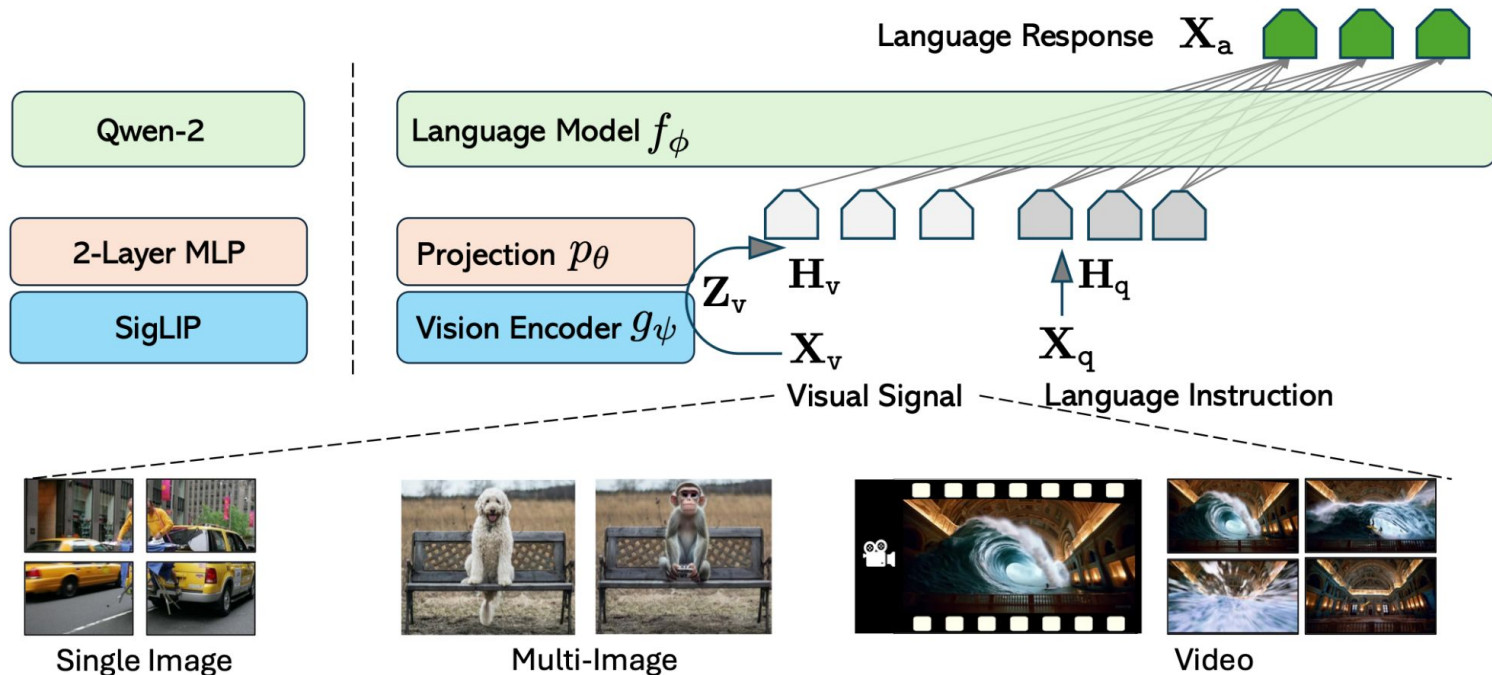 Language Response X_a
Qwen-2
Language Model f_ϕ
2-Layer MLP
Projection p_θ
Z_v
H_v
H_q
SigLIP
Vision Encoder g_ψ
X_v
X_q
Visual Signal
Language Instruction
Single Image
Multi-Image
Video